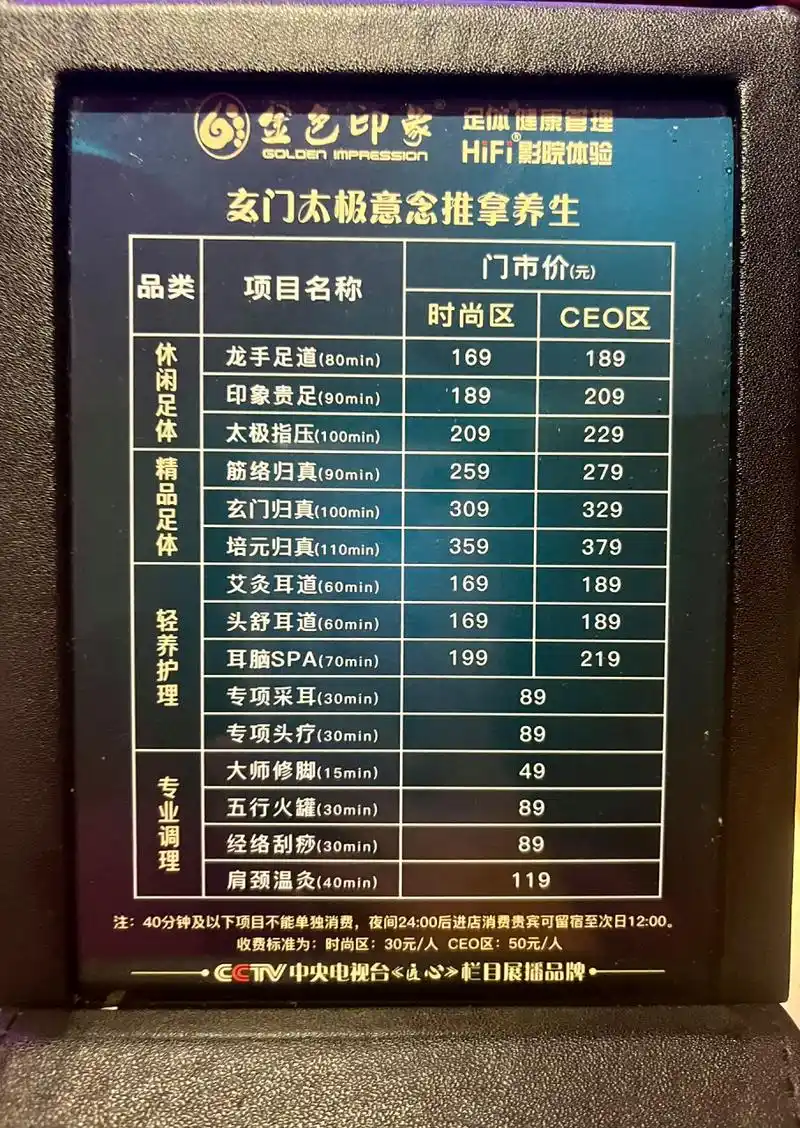 金色印象®
GOLDEN IMPRESSION
足体 健康管理
HiFi®影院体验
玄门太极意念推拿养生
品类 项目名称 门市价(元)
时尚区 CEO区
休闲足体
龙手足道(80min) 169 189
印象贵足(90min) 189 209
太极指压(100min) 209 229
精品足体
筋络归真(90min) 259 279
玄门归真(100min) 309 329
培元归真(110min) 359 379
轻养护理
艾灸耳道(60min) 169 189
头舒耳道(60min) 169 189
耳脑SPA(70min) 199 219
专项采耳(30min) 89
专项头疗(30min) 89
专业调理
大师修脚(15min) 49
五行火罐(30min) 89
经络刮痧(30min) 89
肩颈温灸(40min) 119
注：40分钟及以下项目不能单独消费，夜间24:00后进店消费贵宾可留宿至次日12:00。
收费标准为：时尚区：30元/人 CEO区：50元/人
CCTV中央电视台《匠心》栏目展播品牌